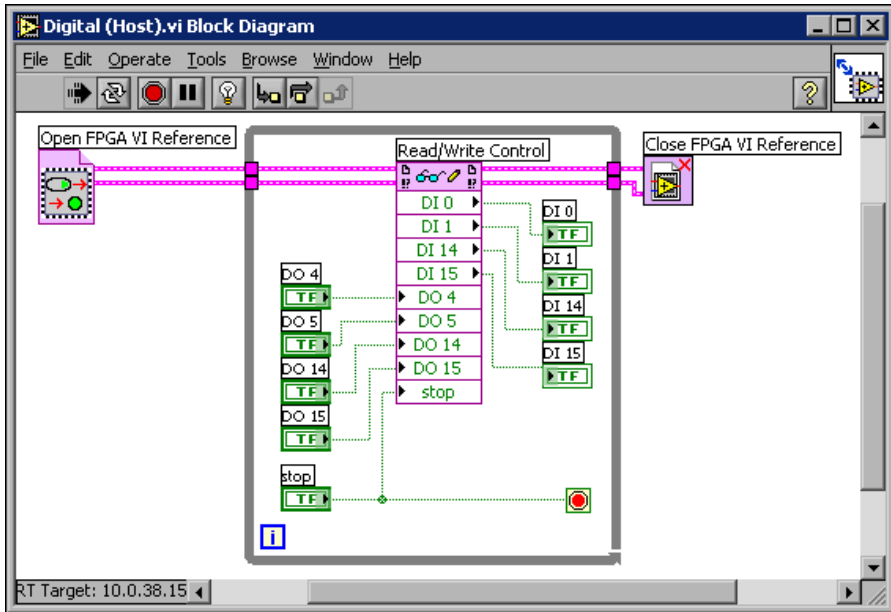 Digital (Host).vi Block Diagram
File Edit Operate Tools Browse Window Help
Open FPGA VI Reference
Read/Write Control
Close FPGA VI Reference
DI 0
DI 1
DI 14
DI 15
DO 4
DO 5
DO 14
DO 15
stop
DI 0
TF
DI 1
TF
DI 14
TF
DI 15
TF
DO 4
TF
DO 5
TF
DO 14
TF
DO 15
TF
stop
TF
i
RT Target: 10.0.38.15